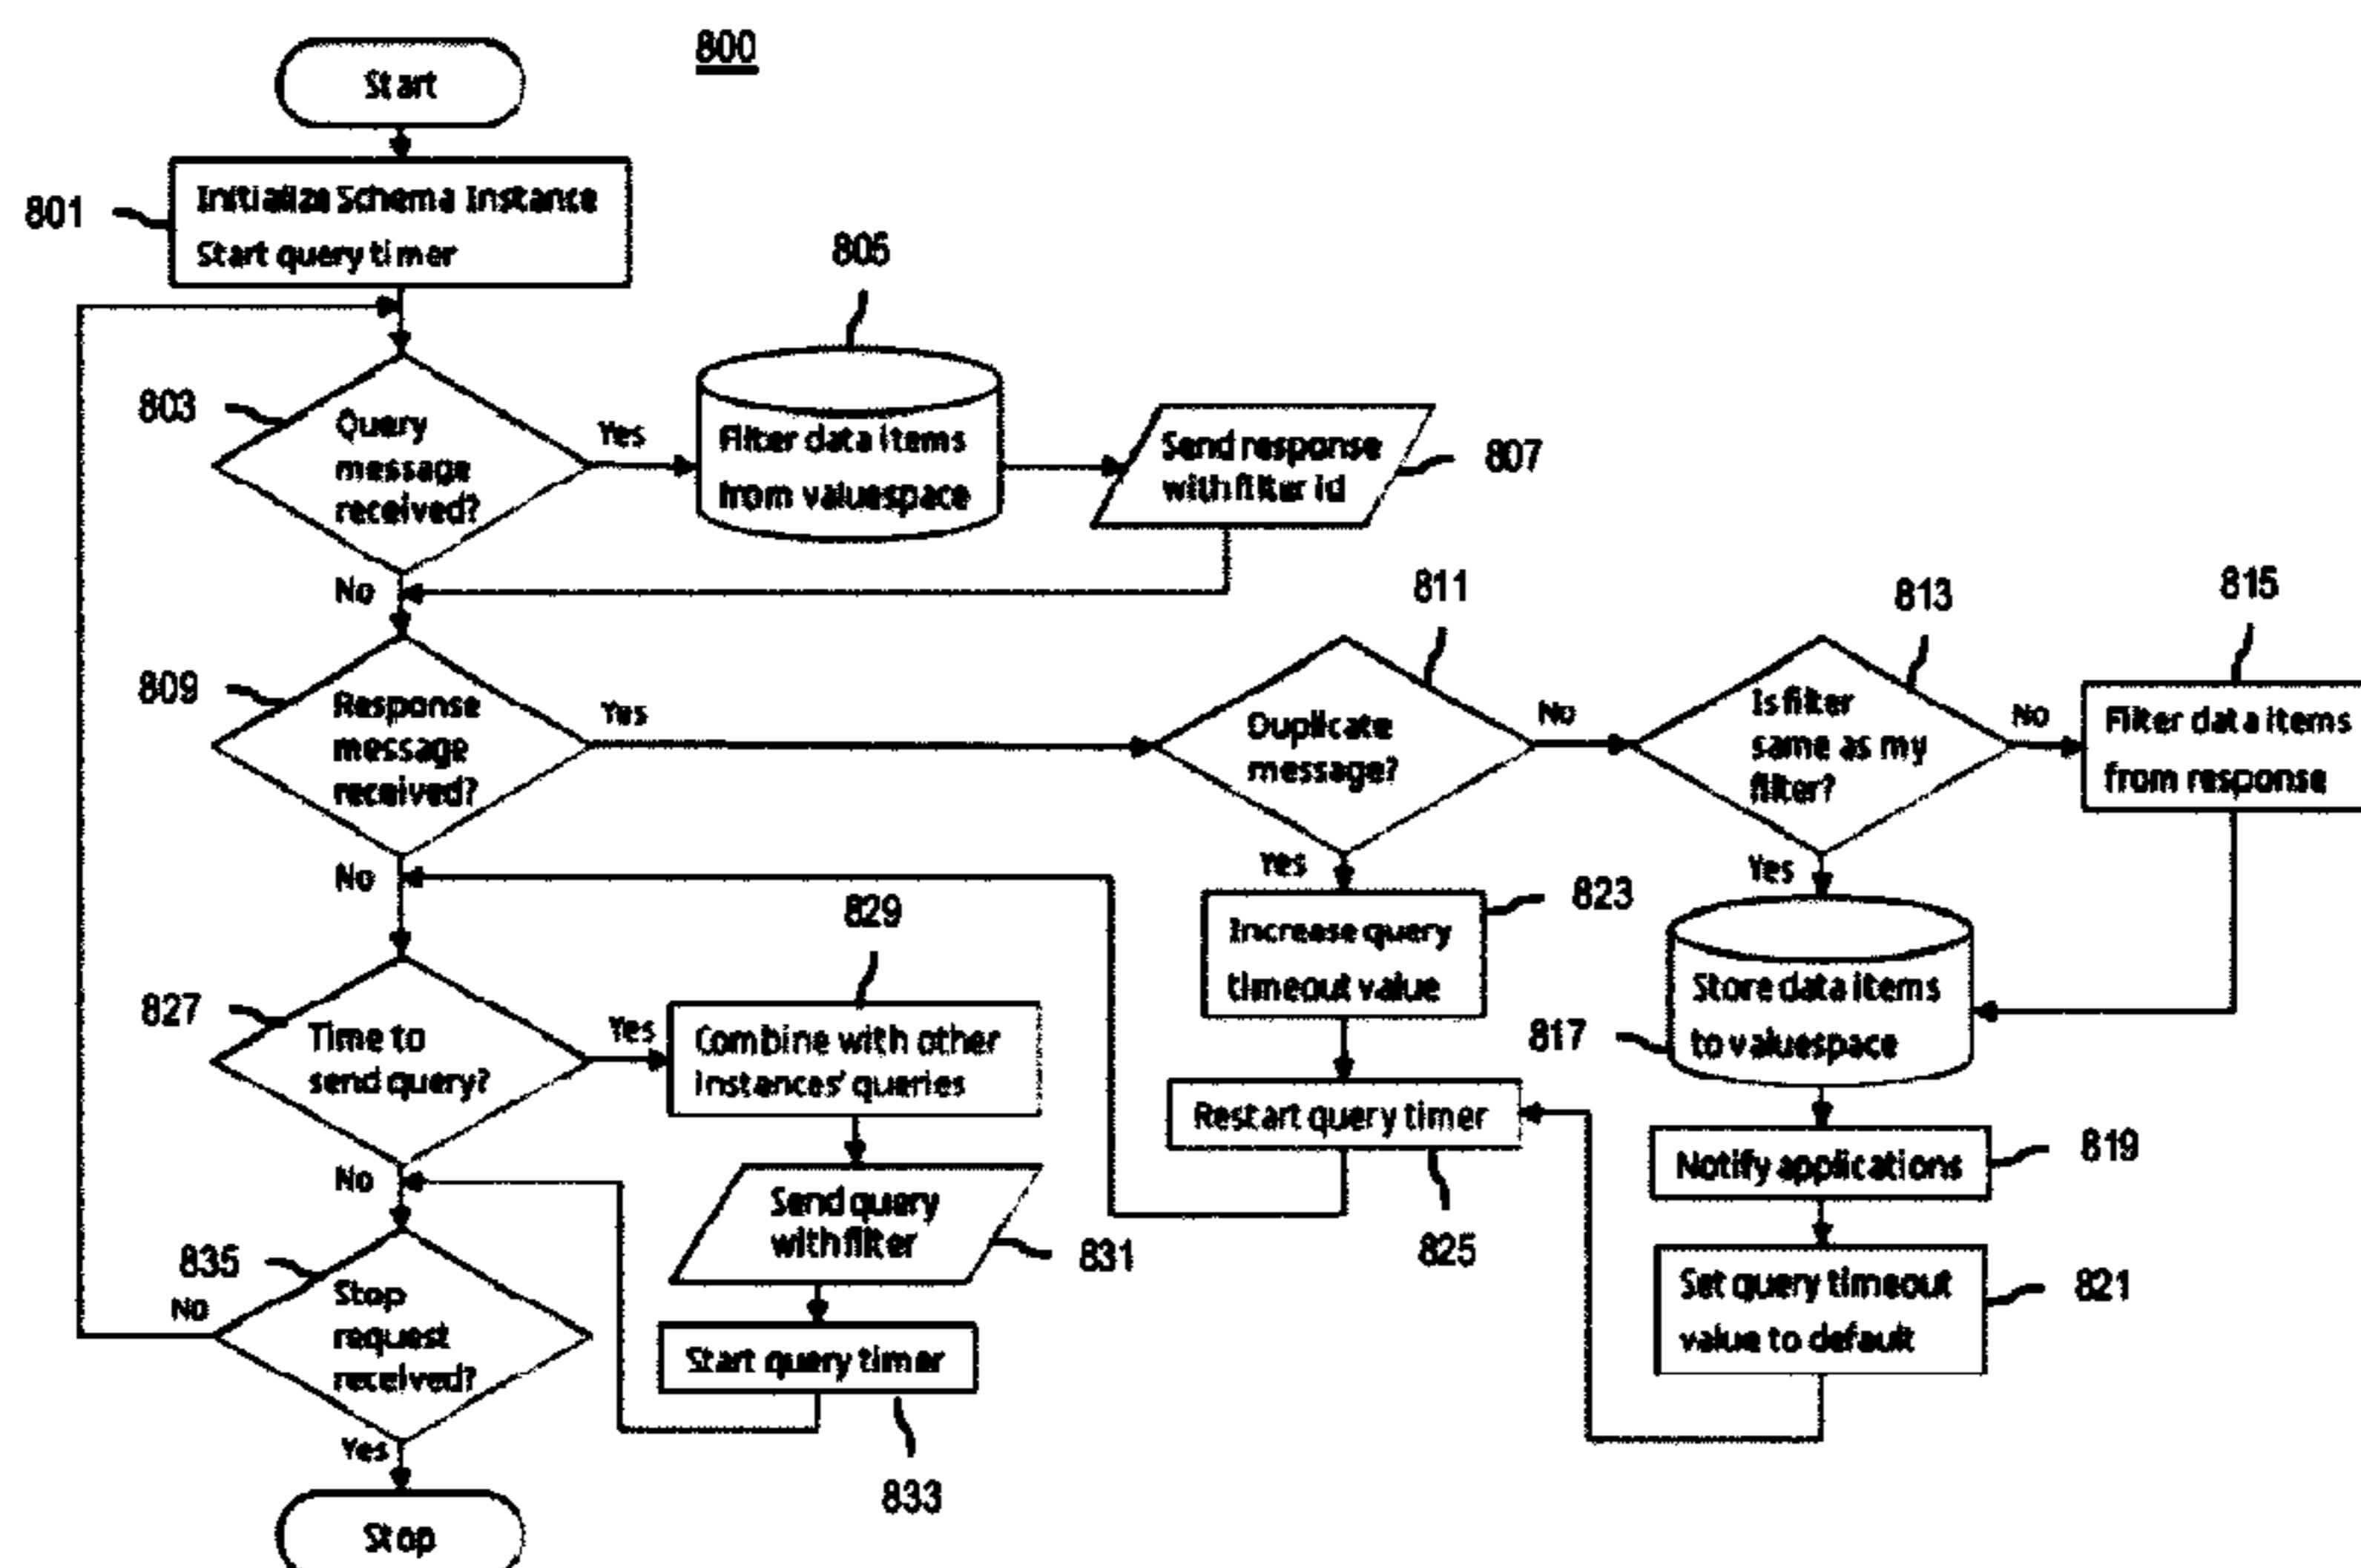 800
Start
801
Initialize Schema Instance
Start query timer
805
803
Query
message
received?
Yes
Filter data items
from valuespace
Send response
with filter id
807
No
811
813
815
809
Response
message
received?
Yes
Duplicate
message?
No
Is filter
same as my
filter?
No
Filter data items
from response
No
Yes
Yes
829
823
Increase query
timeout value
Store data items
to valuespace
817
827
Time to
send query?
Yes
Combine with other
instances' queries
Restart query timer
Notify applications
819
No
Send query
with filter
831
825
835
No
Stop
request
received?
Set query timeout
value to default
821
Start query timer
Yes
833
Stop